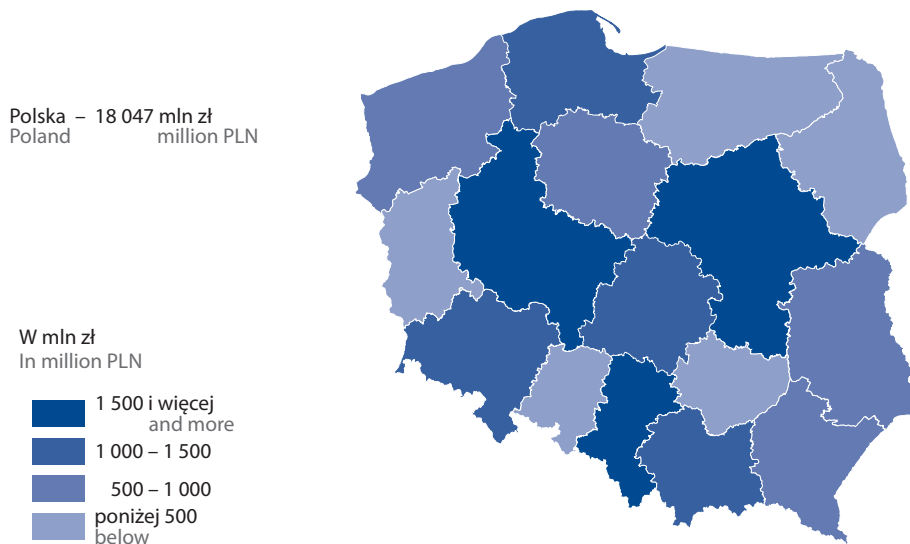 Polska – 18 047 mln zł
Poland million PLN
W mln zł
In million PLN
1 500 i więcej
and more
1 000 – 1 500
500 – 1 000
poniżej 500
below